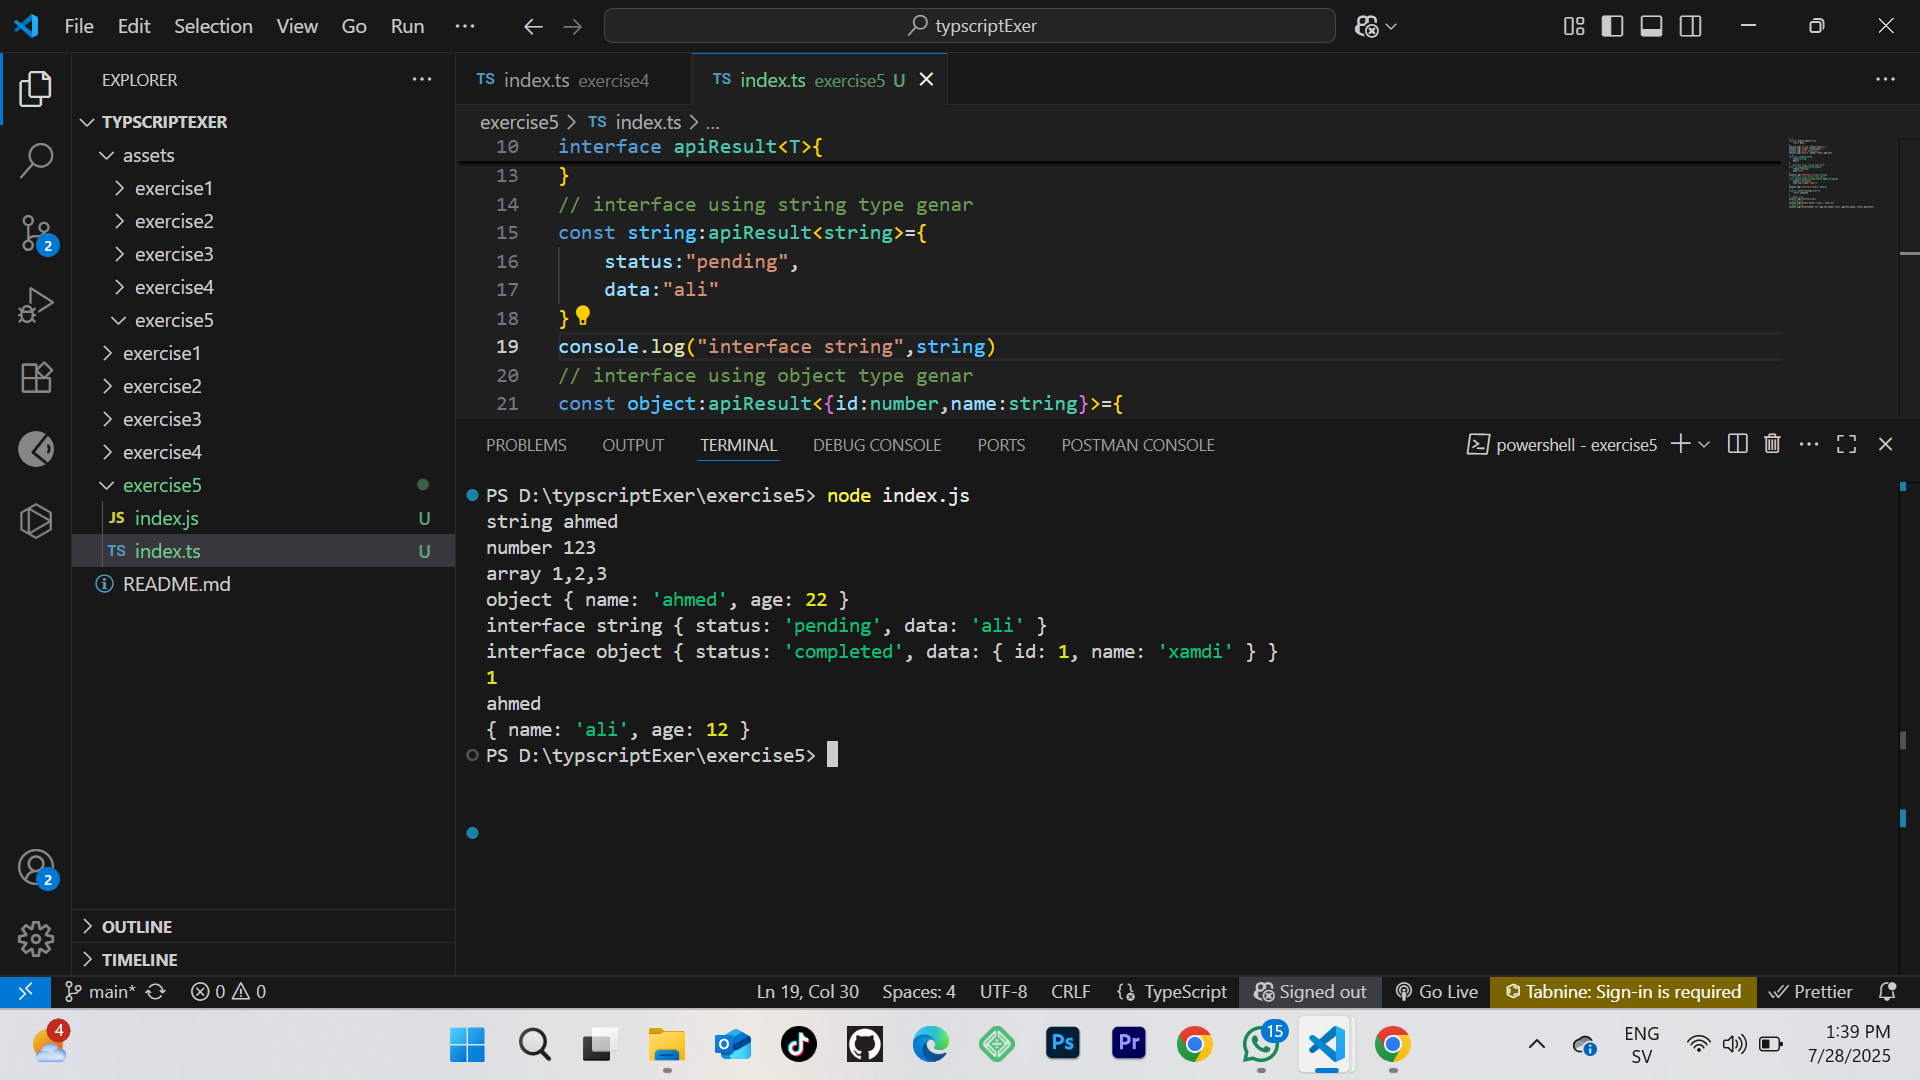 File Edit Selection View Go Run ··· typscriptExer
EXPLORER ···
TYPSCRIPTEXER
assets
exercise1
exercise2
exercise3
exercise4
exercise5
exercise1
exercise2
exercise3
exercise4
exercise5
JS index.js U
TS index.ts U
README.md
OUTLINE
TIMELINE
2
2
TS index.ts exercise4 TS index.ts exercise5 U
exercise5 > TS index.ts > ...
10 interface apiResult<T>{
13 }
14 // interface using string type genar
15 const string:apiResult<string>={
16 status:"pending",
17 data:"ali"
18 }
19 console.log("interface string",string)
20 // interface using object type genar
21 const object:apiResult<{id:number,name:string}>={
PROBLEMS OUTPUT TERMINAL DEBUG CONSOLE PORTS POSTMAN CONSOLE powershell - exercise5
PS D:\typscriptExer\exercise5> node index.js
string ahmed
number 123
array 1,2,3
object { name: 'ahmed', age: 22 }
interface string { status: 'pending', data: 'ali' }
interface object { status: 'completed', data: { id: 1, name: 'xamdi' } }
1
ahmed
{ name: 'ali', age: 12 }
PS D:\typscriptExer\exercise5>
main* 0 0 Ln 19, Col 30 Spaces: 4 UTF-8 CRLF TypeScript Signed out Go Live Tabnine: Sign-in is required Prettier
4 Ps Pr 15 ENG SV 1:39 PM 7/28/2025